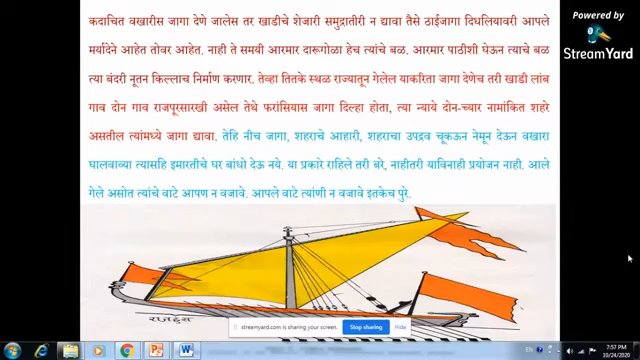 कदाचित वखारीस जागा देणे जालेस तर खाडीचे शेजारी समुद्रातीरी न द्यावा तैसे ठाईजागा दिधलियावरी आपले
मर्यादेने आहेत तोवर आहेत. नाही ते समयी आरमार दारूगोळा हेच त्यांचे बळ. आरमार पाठीशी घेऊन त्याचे बळ
त्या बंदरी नूतन किल्लाच निर्माण करणार. तेव्हा तितके स्थळ राज्यातून गेलेल याकरिता जागा देणेच तरी खाडी लांब
गाव दोन गाव राजपूरसारखी असेल तेथे फरांसियास जागा दिल्हा होता, त्या न्याये दोन-च्यार नामांकित शहरे
असतील त्यांमध्ये जागा द्यावा. तेहि नीच जागा, शहराचे आहारी, शहराचा उपद्रव चूकऊन नेमून देऊन वखारा
घालवाव्या त्यासहि इमारतीचे घर बांधो देऊ नये. या प्रकारे राहिले तरी बरे, नाहीतरी याविनाही प्रयोजन नाही. आले
गेले असोत त्यांचे वाटे आपण न वजावे. आपले वाटे त्यांणी न वजावे इतकेच पुरे.
राजहंस
Powered by
StreamYard
streamyard.com is sharing your screen.
Stop sharing
Hide
EN
7:57 PM
10/24/2020